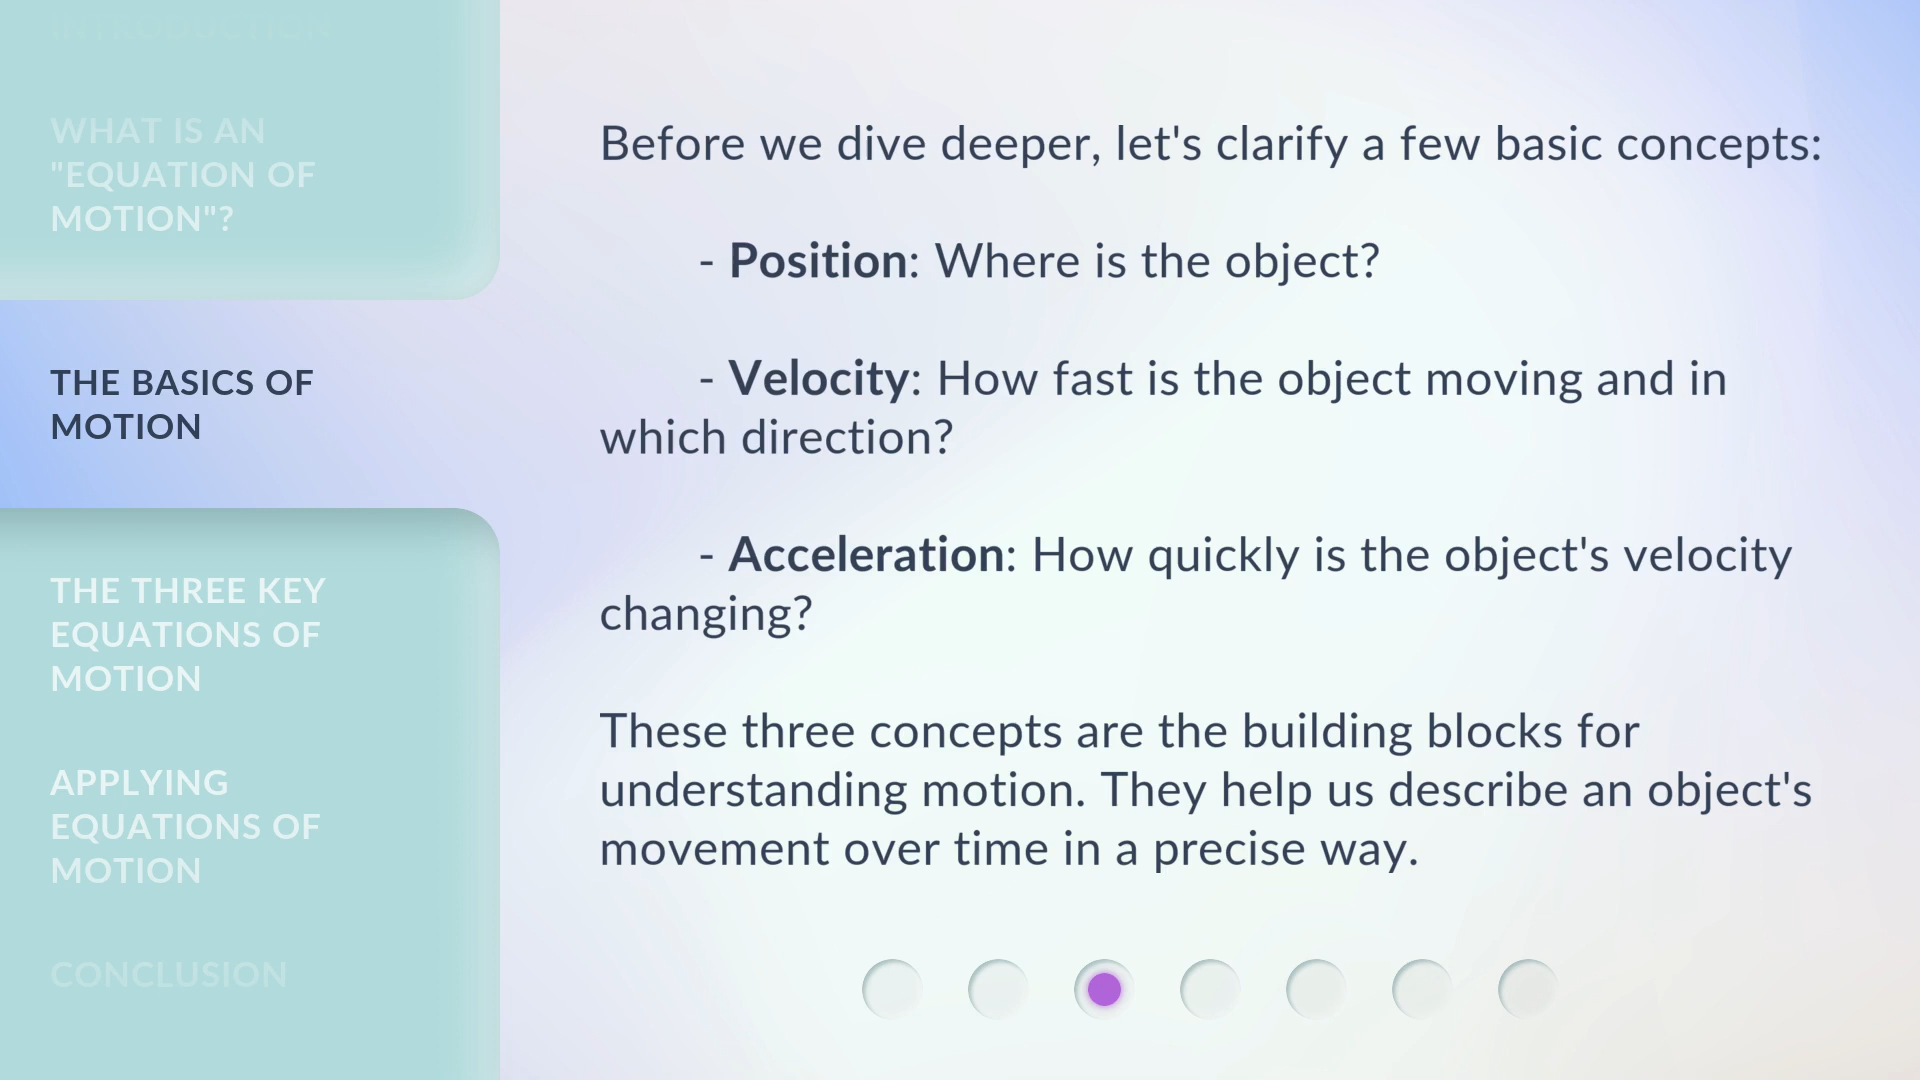 INTRODUCTION
WHAT IS AN
"EQUATION OF
MOTION"?
THE BASICS OF
MOTION
THE THREE KEY
EQUATIONS OF
MOTION
APPLYING
EQUATIONS OF
MOTION
CONCLUSION
Before we dive deeper, let's clarify a few basic concepts:
- Position: Where is the object?
- Velocity: How fast is the object moving and in
which direction?
- Acceleration: How quickly is the object's velocity
changing?
These three concepts are the building blocks for
understanding motion. They help us describe an object's
movement over time in a precise way.